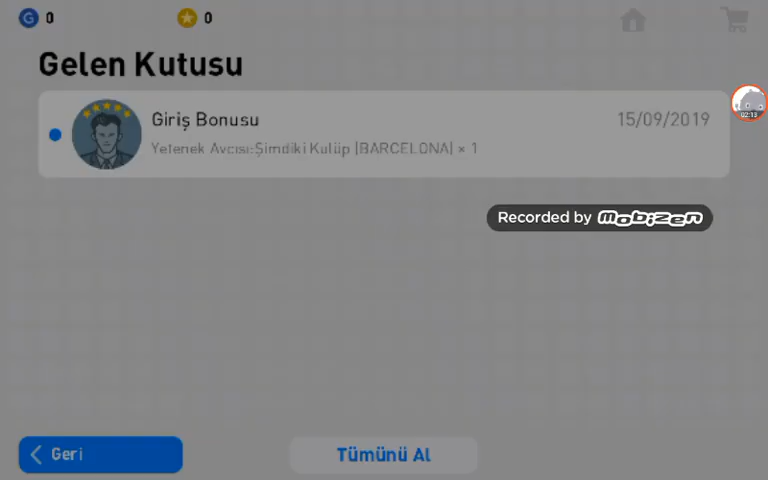 G 0 0
Gelen Kutusu
Giriş Bonusu 15/09/2019
Yetenek Avcısı:Şimdiki Kulüp |BARCELONA| × 1
02:13
Recorded by mobizen
Geri Tümünü Al